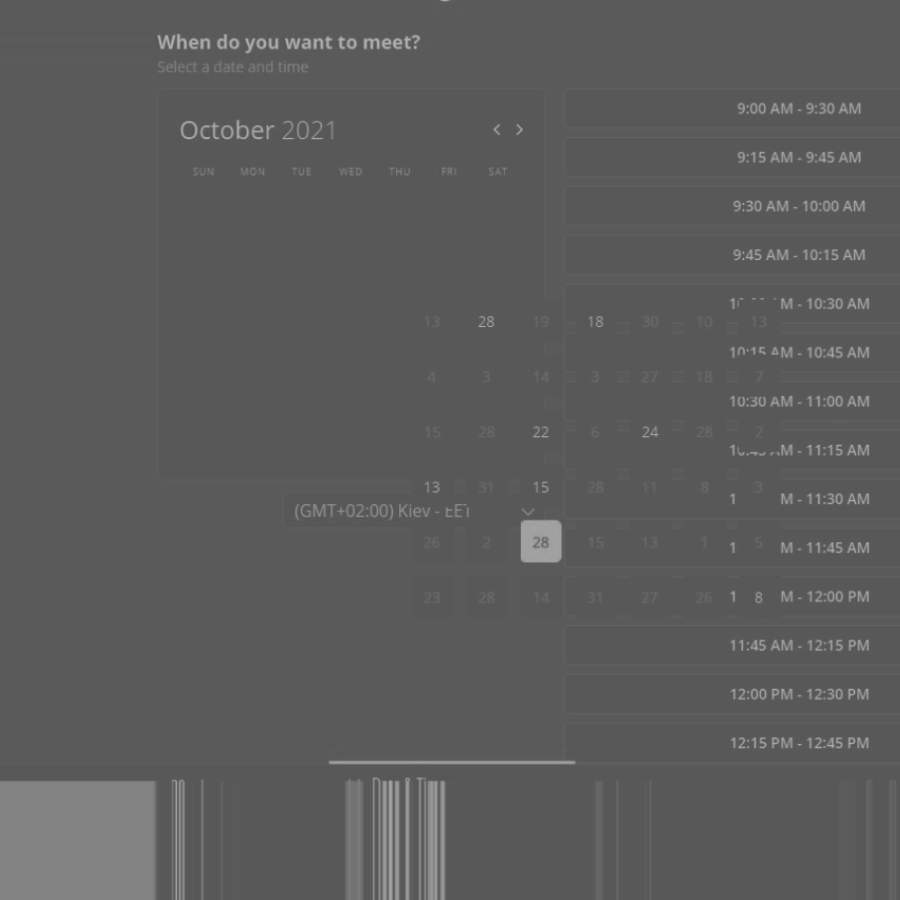 When do you want to meet?
Select a date and time
October 2021
SUN MON TUE WED THU FRI SAT
13 28 19 18 30 10 13
4 3 14 3 27 18 7
15 28 22 6 24 28 2
13 31 15 28 11 8 3
26 2 28 15 13 1 5
23 28 14 31 27 26 8
(GMT+02:00) Kiev - EET
9:00 AM - 9:30 AM
9:15 AM - 9:45 AM
9:30 AM - 10:00 AM
9:45 AM - 10:15 AM
M - 10:30 AM
10:15 AM - 10:45 AM
10:30 AM - 11:00 AM
M - 11:15 AM
1 M - 11:30 AM
1 M - 11:45 AM
1 M - 12:00 PM
11:45 AM - 12:15 PM
12:00 PM - 12:30 PM
12:15 PM - 12:45 PM